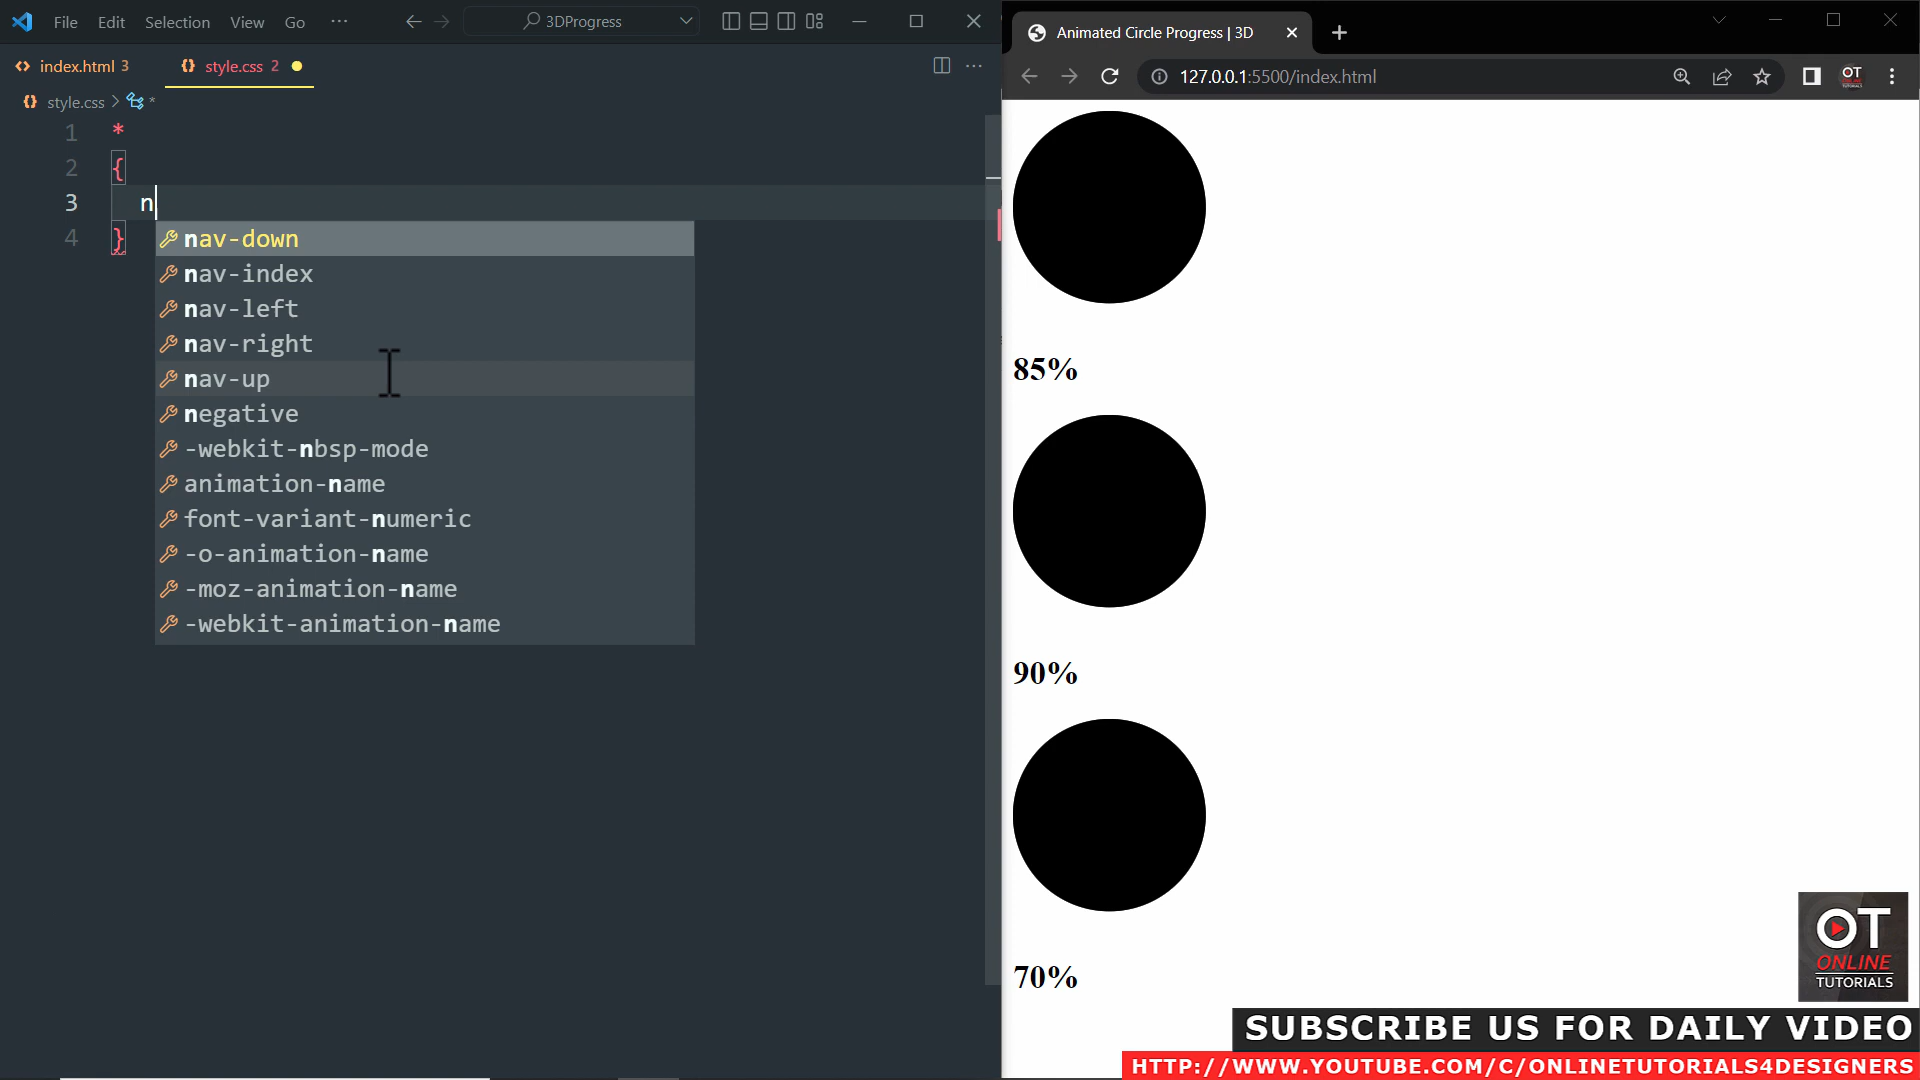 File Edit Selection View Go ··· 3DProgress
index.html 3 style.css 2
style.css > *
1 *
2 {
3 n
4 }
nav-down
nav-index
nav-left
nav-right
nav-up
negative
-webkit-nbsp-mode
animation-name
font-variant-numeric
-o-animation-name
-moz-animation-name
-webkit-animation-name
Animated Circle Progress | 3D
127.0.0.1:5500/index.html
OT
85%
90%
70%
OT
ONLINE
TUTORIALS
SUBSCRIBE US FOR DAILY VIDEO
HTTP://WWW.YOUTUBE.COM/C/ONLINETUTORIALS4DESIGNERS